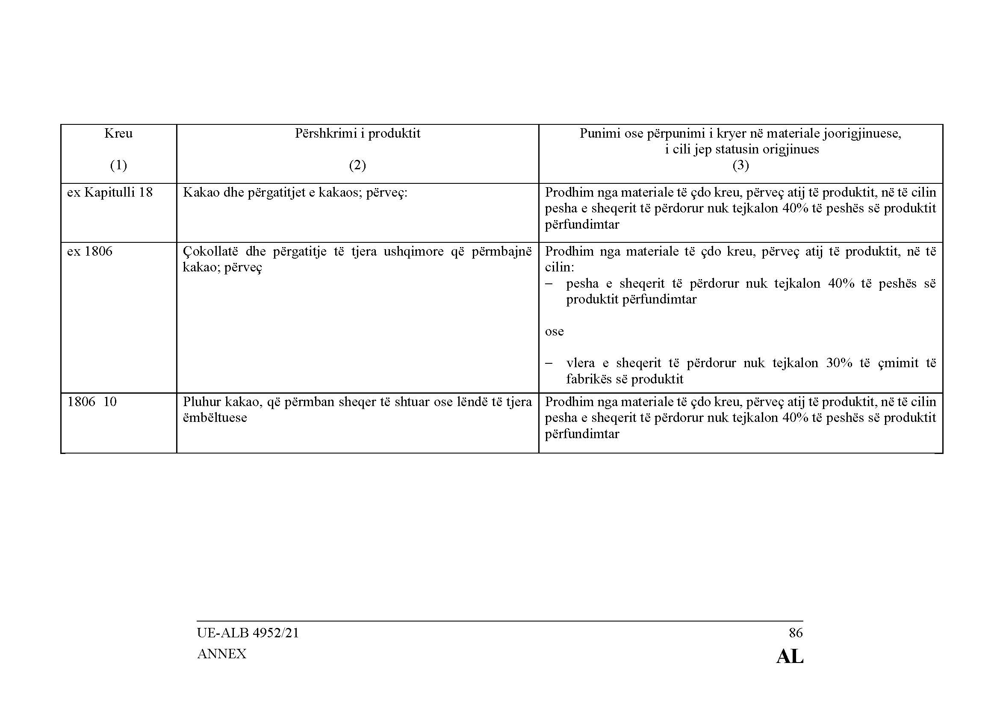 Kreu
(1)
Përshkrimi i produktit
(2)
Punimi ose përpunimi i kryer në materiale joorigjinuese,
i cili jep statusin origjinues
(3)
ex Kapitulli 18
Kakao dhe përgatitjet e kakaos; përveç:
Prodhim nga materiale të çdo kreu, përveç atij të produktit, në të cilin
pesha e sheqerit të përdorur nuk tejkalon 40% të peshës së produktit
përfundimtar
ex 1806
Çokollatë dhe përgatitje të tjera ushqimore që përmbajnë
kakao; përveç
Prodhim nga materiale të çdo kreu, përveç atij të produktit, në të
cilin:
– pesha e sheqerit të përdorur nuk tejkalon 40% të peshës së
produktit përfundimtar
ose
– vlera e sheqerit të përdorur nuk tejkalon 30% të çmimit të
fabrikës së produktit
1806 10
Pluhur kakao, që përmban sheqer të shtuar ose lëndë të tjera
ëmbëltuese
Prodhim nga materiale të çdo kreu, përveç atij të produktit, në të cilin
pesha e sheqerit të përdorur nuk tejkalon 40% të peshës së produktit
përfundimtar
UE-ALB 4952/21
86
ANNEX
AL